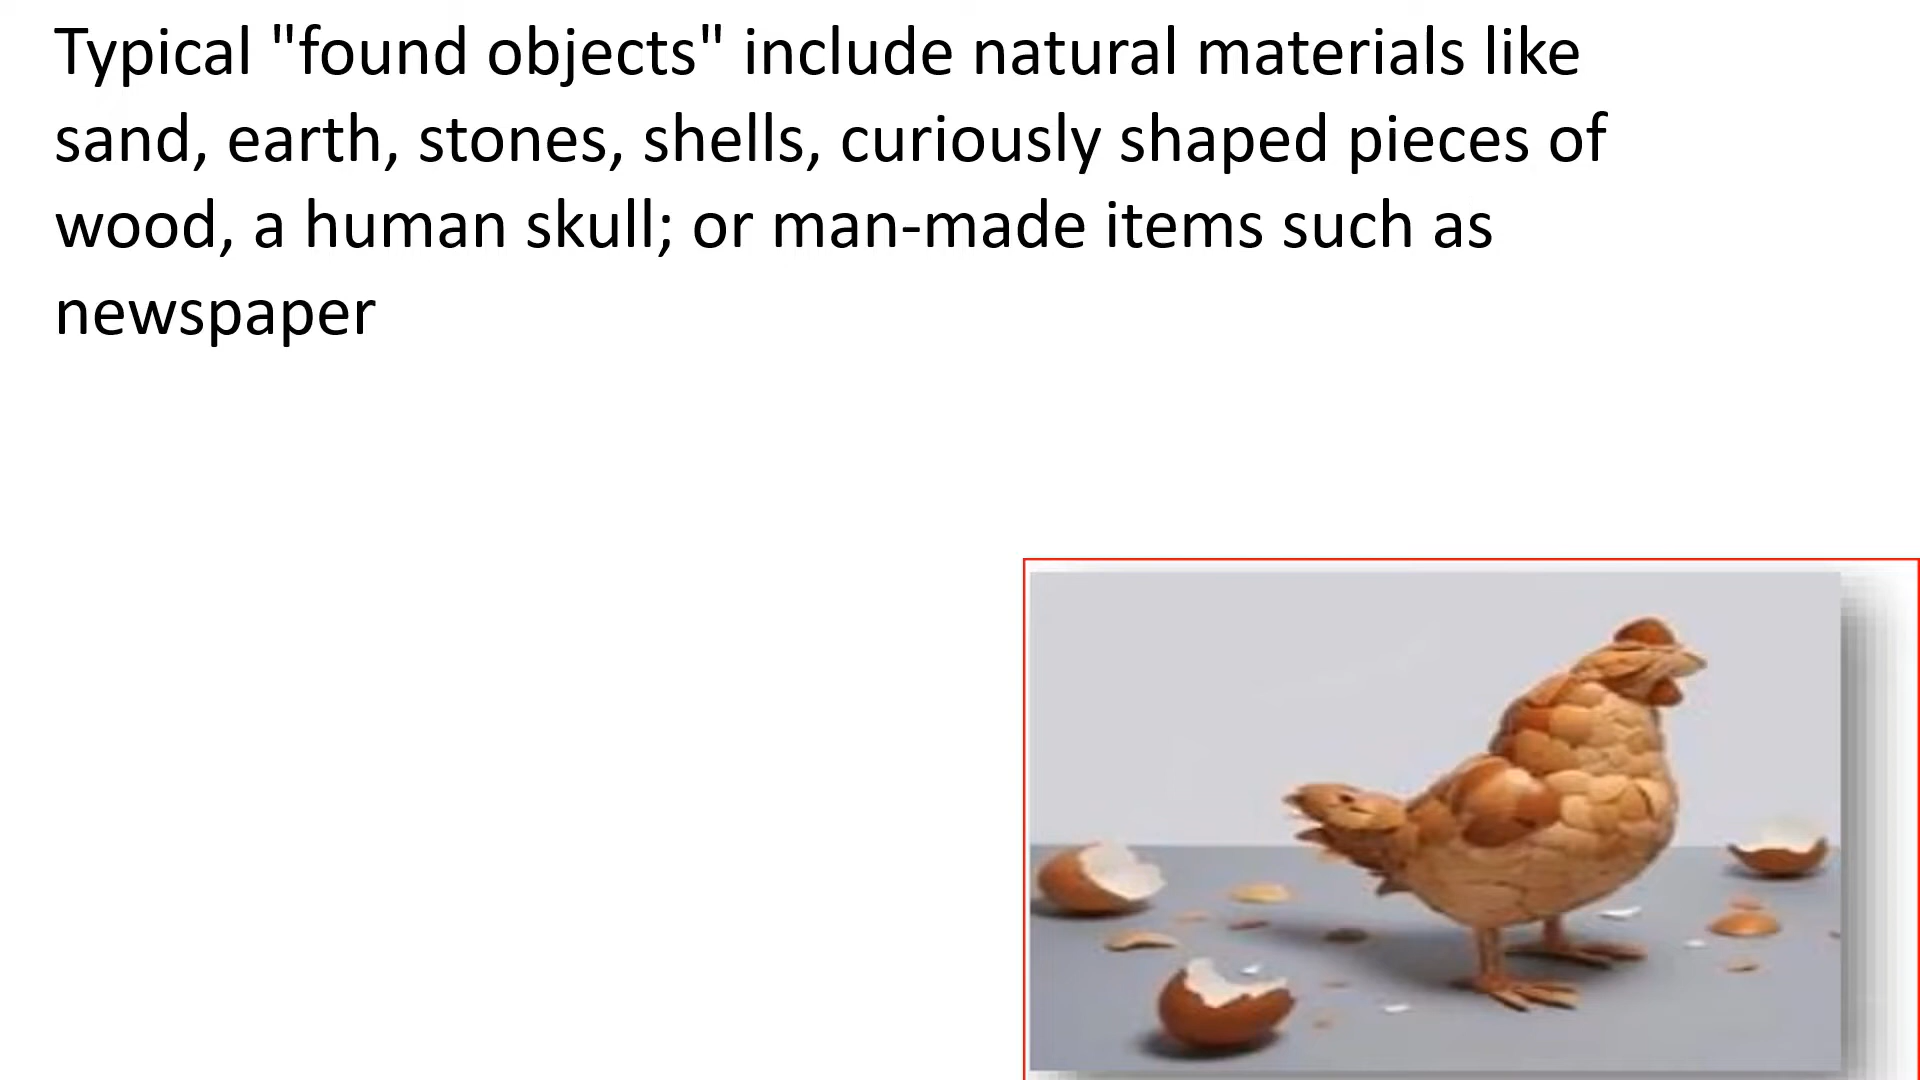 Typical "found objects" include natural materials like
sand, earth, stones, shells, curiously shaped pieces of
wood, a human skull; or man-made items such as
newspaper